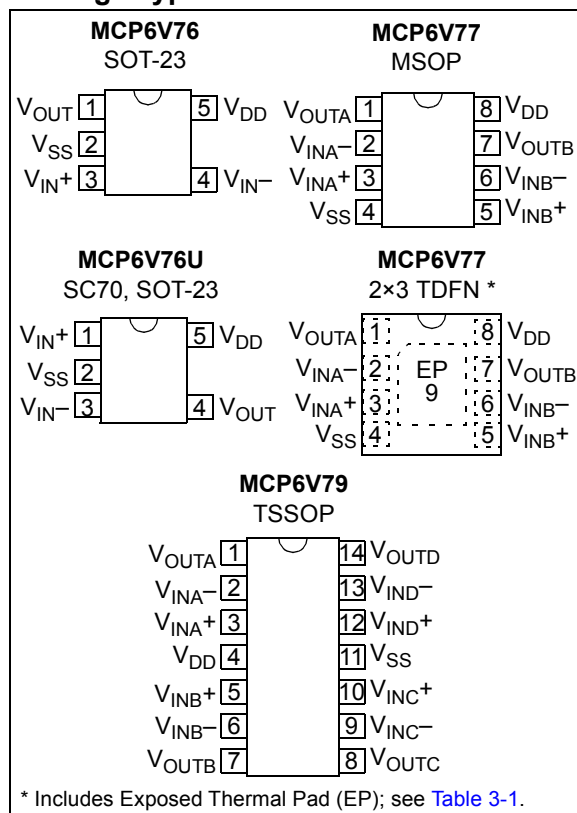 MCP6V76
SOT-23
VOUT 1 5 VDD
VSS 2
VIN+ 3 4 VIN–
MCP6V77
MSOP
VOUTA 1 8 VDD
VINA– 2 7 VOUTB
VINA+ 3 6 VINB–
VSS 4 5 VINB+
MCP6V76U
SC70, SOT-23
VIN+ 1 5 VDD
VSS 2
VIN– 3 4 VOUT
MCP6V77
2×3 TDFN *
VOUTA 1 8 VDD
VINA– 2 EP 7 VOUTB
9
VINA+ 3 6 VINB–
VSS 4 5 VINB+
MCP6V79
TSSOP
VOUTA 1 14 VOUTD
VINA– 2 13 VIND–
VINA+ 3 12 VIND+
VDD 4 11 VSS
VINB+ 5 10 VINC+
VINB– 6 9 VINC–
VOUTB 7 8 VOUTC
* Includes Exposed Thermal Pad (EP); see Table 3-1.